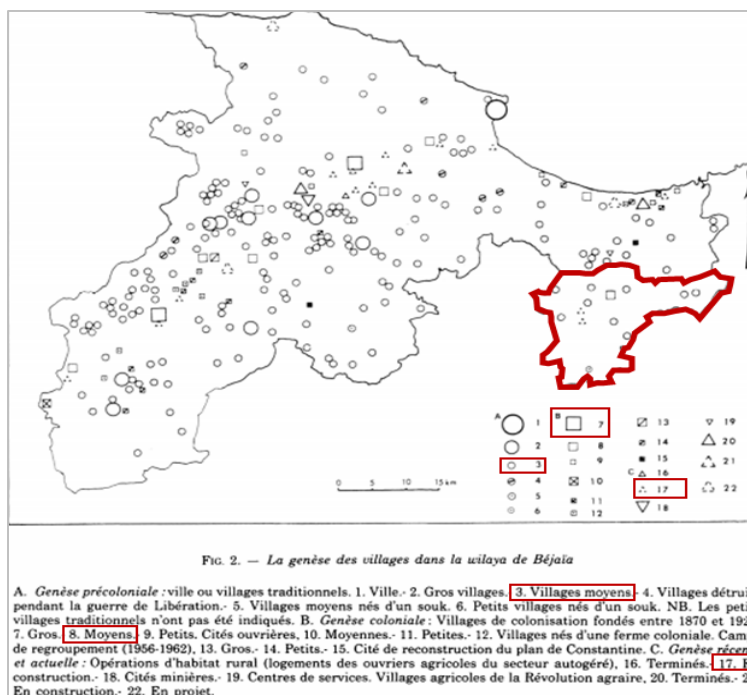 A 1 B 7 13 19
2 8 14 20
3 9 15 21
4 10 C 16 22
5 11 17
6 12 18
0 5 10 15 km
FIG. 2. — La genèse des villages dans la wilaya de Béjaïa
A. Genèse précoloniale : ville ou villages traditionnels. 1. Ville.- 2. Gros villages. 3. Villages moyens.- 4. Villages détrui
pendant la guerre de Libération.- 5. Villages moyens nés d'un souk. 6. Petits villages nés d'un souk. NB. Les peti
villages traditionnels n'ont pas été indiqués. B. Genèse coloniale : Villages de colonisation fondés entre 1870 et 192
7. Gros. 8. Moyens.- 9. Petits. Cités ouvrières, 10. Moyennes.- 11. Petites.- 12. Villages nés d'une ferme coloniale. Cam
de regroupement (1956-1962), 13. Gros.- 14. Petits.- 15. Cité de reconstruction du plan de Constantine. C. Genèse récen
et actuelle : Opérations d'habitat rural (logements des ouvriers agricoles du secteur autogéré), 16. Terminés.- 17. E
construction.- 18. Cités minières.- 19. Centres de services. Villages agricoles de la Révolution agraire, 20. Terminés.- 2
En construction.- 22. En projet.